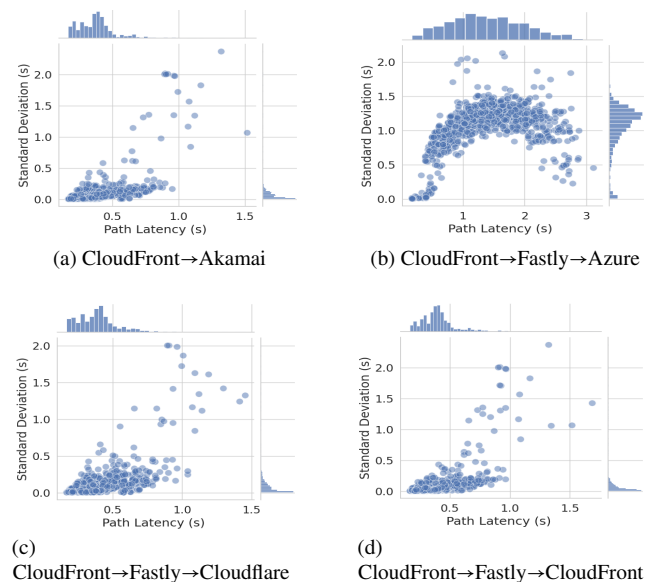 2.0
1.5
1.0
0.5
0.0
Standard Deviation (s)
0.5 1.0 1.5
Path Latency (s)
(a) CloudFront→Akamai
2.0
1.5
1.0
0.5
0.0
Standard Deviation (s)
1 2 3
Path Latency (s)
(b) CloudFront→Fastly→Azure
2.0
1.5
1.0
0.5
0.0
Standard Deviation (s)
0.5 1.0 1.5
Path Latency (s)
(c)
CloudFront→Fastly→Cloudflare
2.0
1.5
1.0
0.5
0.0
Standard Deviation (s)
0.5 1.0 1.5
Path Latency (s)
(d)
CloudFront→Fastly→CloudFront